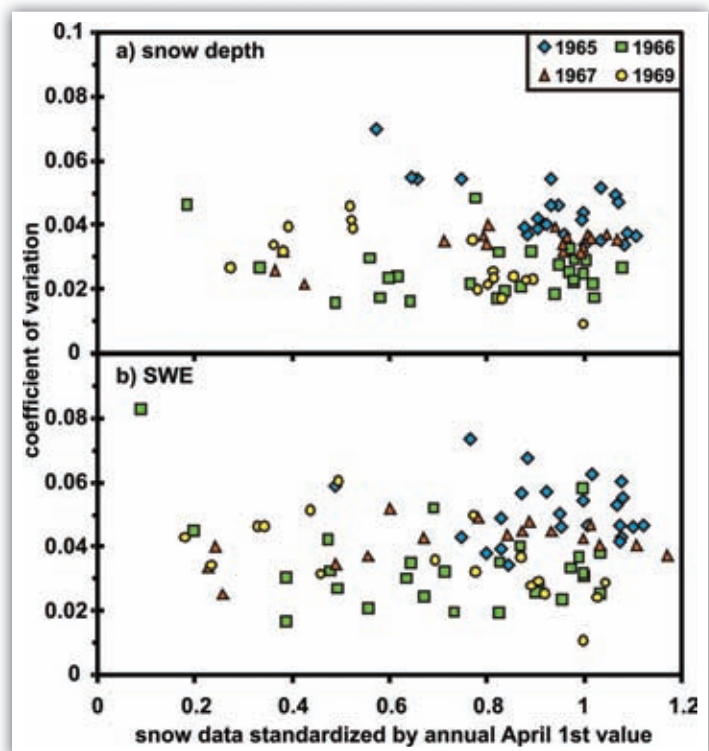 0.1
a) snow depth
1965 1966
1967 1969
0.08
0.06
0.04
0.02
0
coefficient of variation
b) SWE
0.08
0.06
0.04
0.02
0
0 0.2 0.4 0.6 0.8 1 1.2
snow data standardized by annual April 1st value